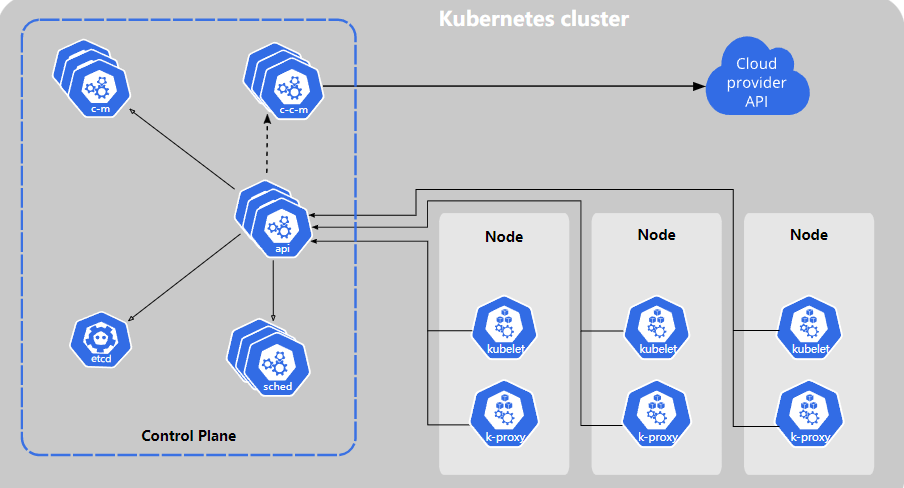 Kubernetes cluster
c-m
c-c-m
Cloud
provider
API
api
etcd
sched
Control Plane
Node
kubelet
k-proxy
Node
kubelet
k-proxy
Node
kubelet
k-proxy